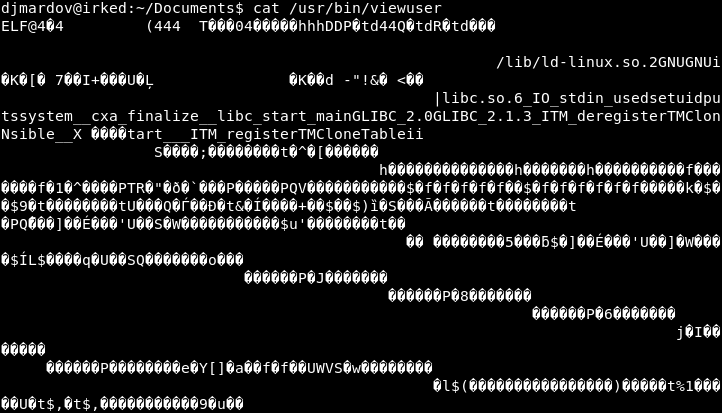 djmardov@irked:~/Documents$ cat /usr/bin/viewuser
ELF@4�4 (444 T���04�����hhhDDP�td44Q�tdR�td���
/lib/ld-linux.so.2GNUGNUi
�K�[� 7��I+���U�Ļ �K��d -"!&� <��
|libc.so.6_IO_stdin_usedsetuidpu
tssystem__cxa_finalize__libc_start_mainGLIBC_2.0GLIBC_2.1.3_ITM_deregisterTMClon
Nsible__X ����tart___ITM_registerTMCloneTableii
S����;��������t�^�[������
h��������������h�������h����������f���
����f�1�^����PTR�"�ð�`���P�����PQV�����������$�f�f�f�f�f��$�f�f�f�f�f�f�����k�$�
�$9�t��������tU���Q�Ѓ��Ð�t&�Í����+��$��$)ȉ�S���Ã������t��������t
�PQ���]��É���'U��S�W����������$u'��������t��
�� ��������5���ƃ$�]��É���'U��]�W���
�$ÍL$����q�U��SQ�������o���
������P�J�������
������P�8�������
������P�6�������
j�I��
�����
������P��������e�Y[]�a��f�f��UWVS�w��������
�l$(����������������)�����t%1����
����U�t$,�t$,����������9�u��